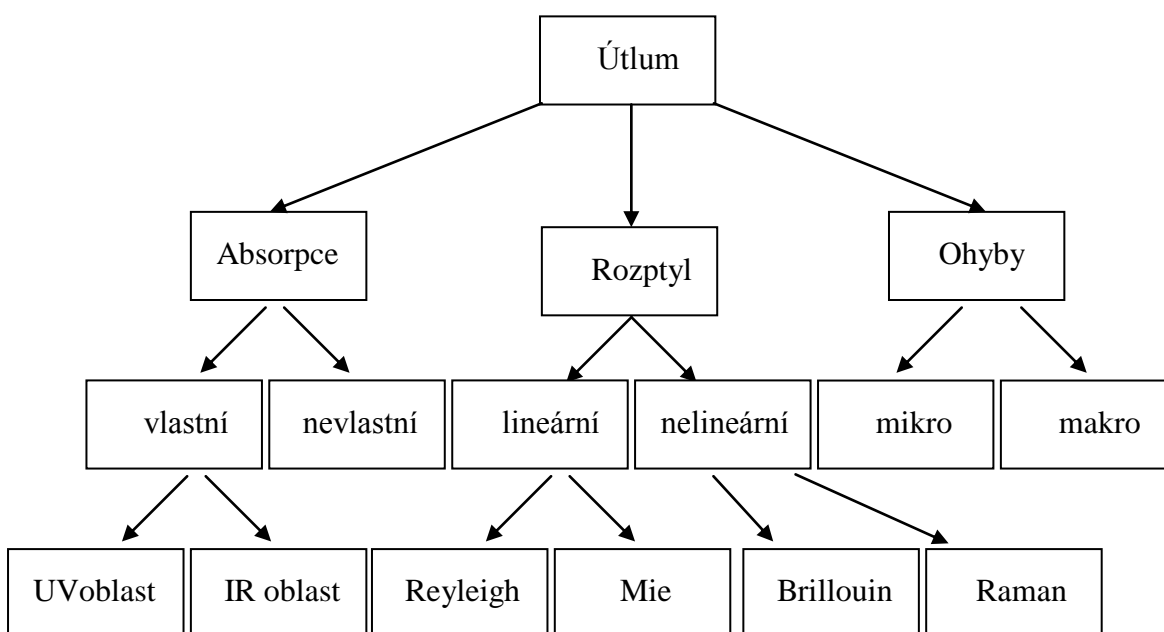 Útlum
Absorpce
Rozptyl
Ohyby
vlastní
nevlastní
lineární
nelineární
mikro
makro
UVoblast
IR oblast
Reyleigh
Mie
Brillouin
Raman